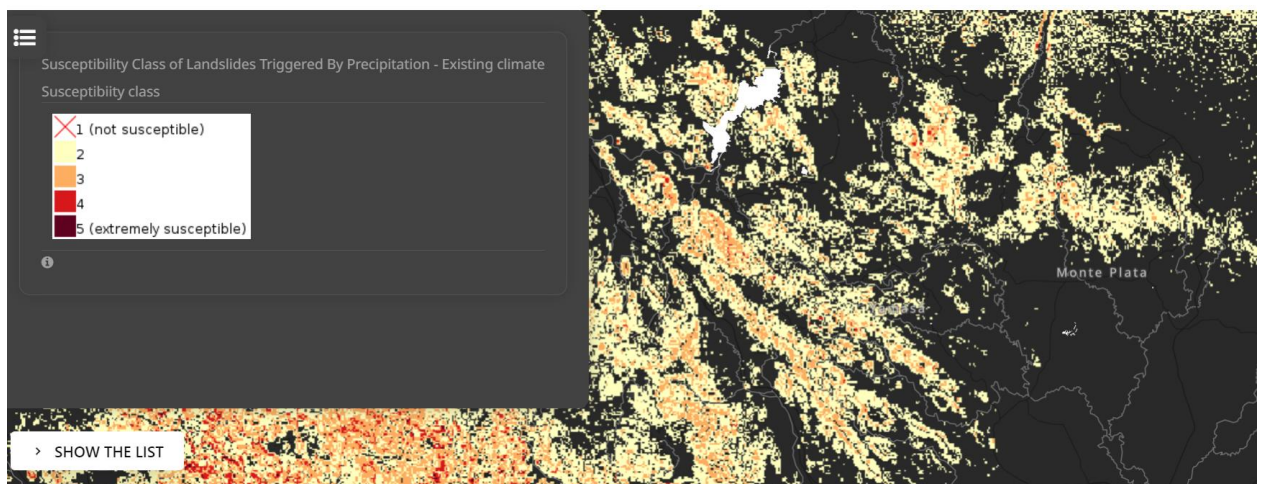 Susceptibility Class of Landslides Triggered By Precipitation - Existing climate
Susceptibiity class
1 (not susceptible)
2
3
4
5 (extremely susceptible)
Monte Plata
SHOW THE LIST